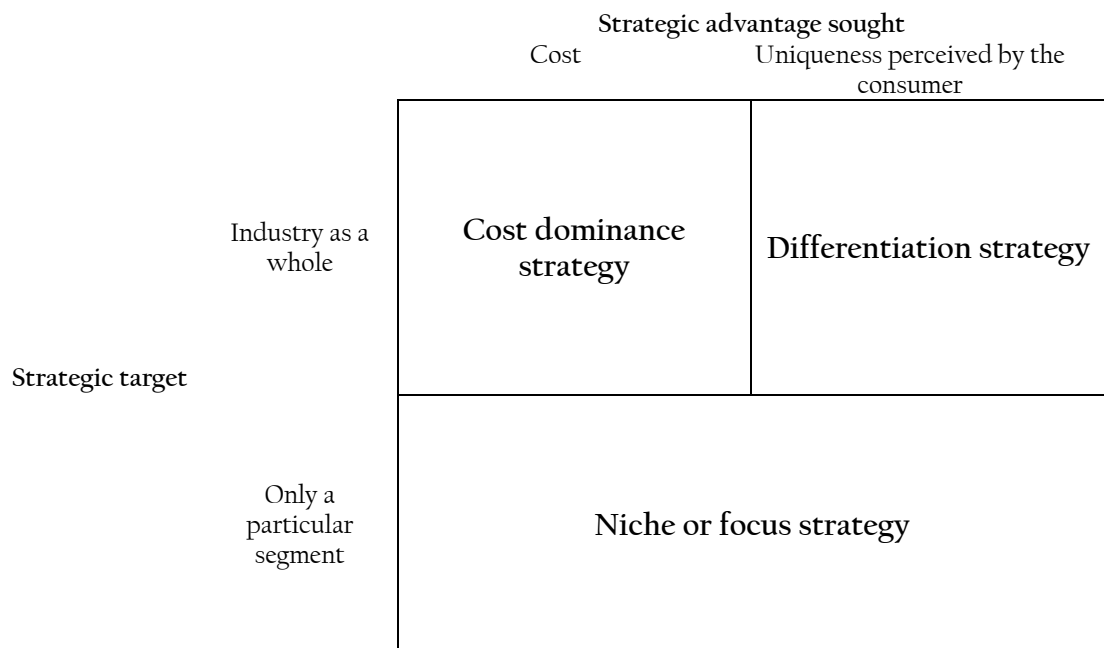 Strategic advantage sought
Cost
Uniqueness perceived by the
consumer
Industry as a
whole
Cost dominance
strategy
Differentiation strategy
Strategic target
Only a
particular
segment
Niche or focus strategy